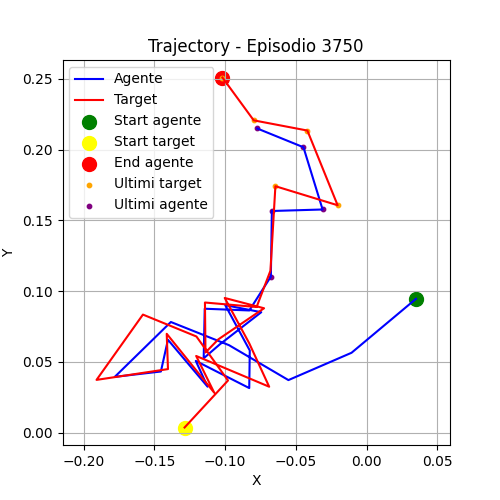 Trajectory - Episodio 3750
Agente
Target
Start agente
Start target
End agente
Ultimi target
Ultimi agente
0.25
0.20
0.15
0.10
0.05
0.00
Y
−0.20 −0.15 −0.10 −0.05 0.00 0.05
X